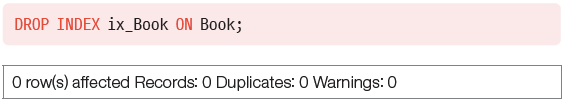 DROP INDEX ix_Book ON Book;
0 row(s) affected Records: 0 Duplicates: 0 Warnings: 0